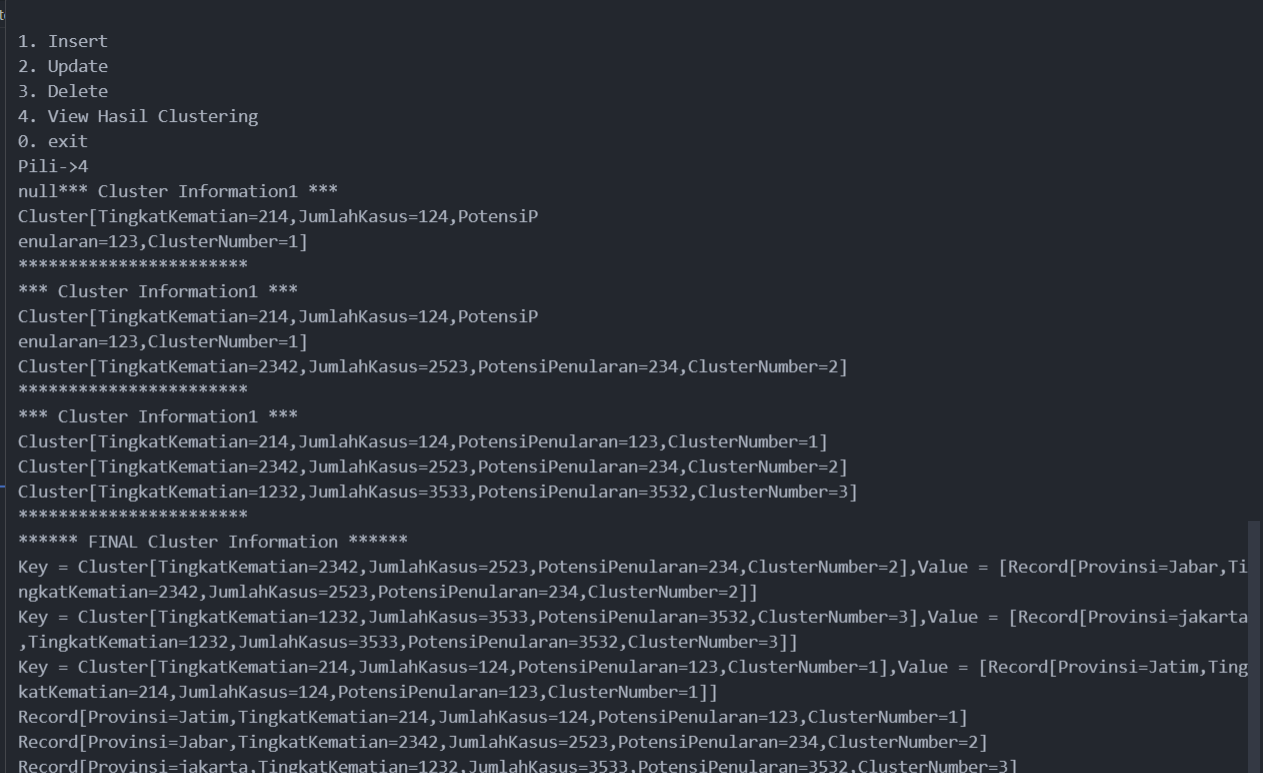 1. Insert
2. Update
3. Delete
4. View Hasil Clustering
0. exit
Pili->4
null*** Cluster Information1 ***
Cluster[TingkatKematian=214,JumlahKasus=124,PotensiP
enularan=123,ClusterNumber=1]
***********************
*** Cluster Information1 ***
Cluster[TingkatKematian=214,JumlahKasus=124,PotensiP
enularan=123,ClusterNumber=1]
Cluster[TingkatKematian=2342,JumlahKasus=2523,PotensiPenularan=234,ClusterNumber=2]
***********************
*** Cluster Information1 ***
Cluster[TingkatKematian=214,JumlahKasus=124,PotensiPenularan=123,ClusterNumber=1]
Cluster[TingkatKematian=2342,JumlahKasus=2523,PotensiPenularan=234,ClusterNumber=2]
Cluster[TingkatKematian=1232,JumlahKasus=3533,PotensiPenularan=3532,ClusterNumber=3]
***********************
****** FINAL Cluster Information ******
Key = Cluster[TingkatKematian=2342,JumlahKasus=2523,PotensiPenularan=234,ClusterNumber=2],Value = [Record[Provinsi=Jabar,Ti
ngkatKematian=2342,JumlahKasus=2523,PotensiPenularan=234,ClusterNumber=2]]
Key = Cluster[TingkatKematian=1232,JumlahKasus=3533,PotensiPenularan=3532,ClusterNumber=3],Value = [Record[Provinsi=jakarta
,TingkatKematian=1232,JumlahKasus=3533,PotensiPenularan=3532,ClusterNumber=3]]
Key = Cluster[TingkatKematian=214,JumlahKasus=124,PotensiPenularan=123,ClusterNumber=1],Value = [Record[Provinsi=Jatim,Ting
katKematian=214,JumlahKasus=124,PotensiPenularan=123,ClusterNumber=1]]
Record[Provinsi=Jatim,TingkatKematian=214,JumlahKasus=124,PotensiPenularan=123,ClusterNumber=1]
Record[Provinsi=Jabar,TingkatKematian=2342,JumlahKasus=2523,PotensiPenularan=234,ClusterNumber=2]
Record[Provinsi=jakarta,TingkatKematian=1232,JumlahKasus=3533,PotensiPenularan=3532,ClusterNumber=3]